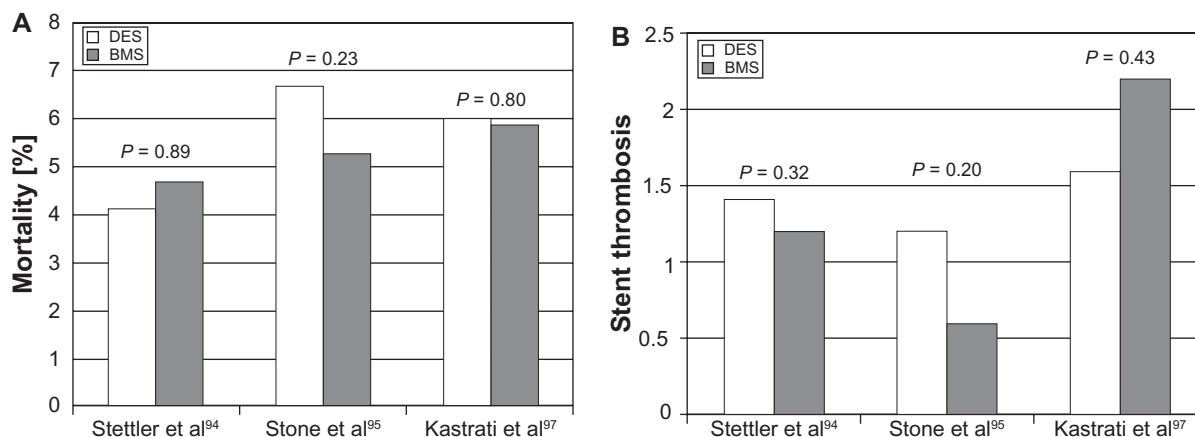 A
8
7
6
5
4
3
2
1
0
Mortality [%]
DES
BMS
P = 0.89
P = 0.23
P = 0.80
Stettler et al⁹⁴
Stone et al⁹⁵
Kastrati et al⁹⁷
B
2.5
2
1.5
1
0.5
0
Stent thrombosis
DES
BMS
P = 0.32
P = 0.20
P = 0.43
Stettler et al⁹⁴
Stone et al⁹⁵
Kastrati et al⁹⁷